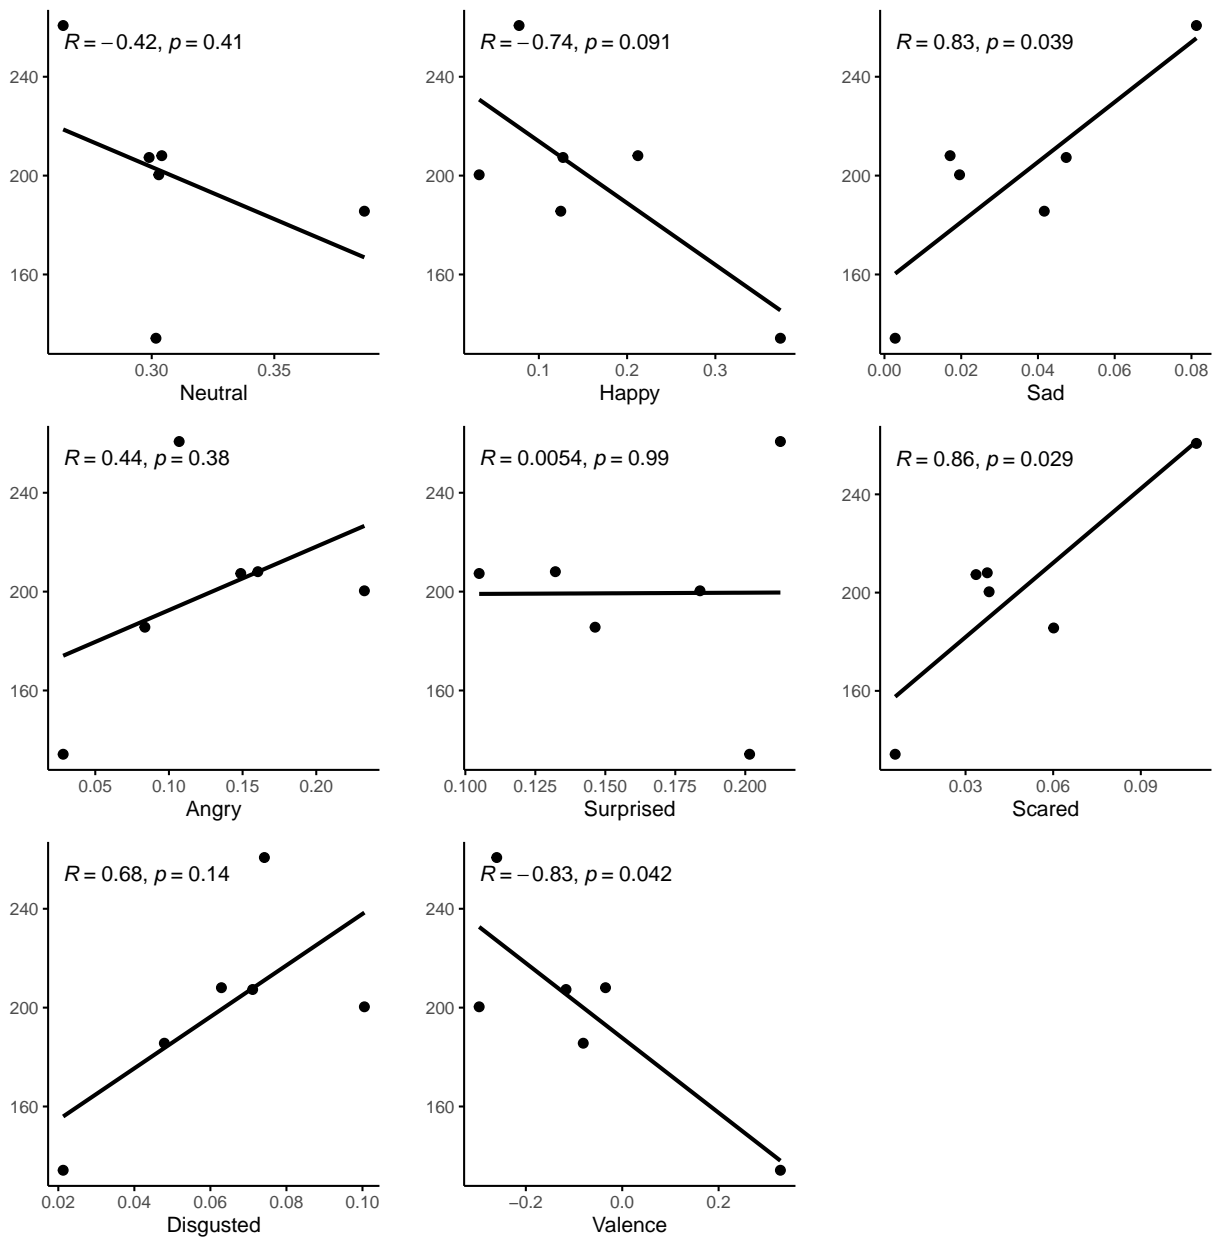 R = −0.42, p = 0.41
240
200
160
0.30 0.35
Neutral
R = −0.74, p = 0.091
240
200
160
0.1 0.2 0.3
Happy
R = 0.83, p = 0.039
240
200
160
0.00 0.02 0.04 0.06 0.08
Sad
R = 0.44, p = 0.38
240
200
160
0.05 0.10 0.15 0.20
Angry
R = 0.0054, p = 0.99
240
200
160
0.100 0.125 0.150 0.175 0.200
Surprised
R = 0.86, p = 0.029
240
200
160
0.03 0.06 0.09
Scared
R = 0.68, p = 0.14
240
200
160
0.02 0.04 0.06 0.08 0.10
Disgusted
R = −0.83, p = 0.042
240
200
160
−0.2 0.0 0.2
Valence